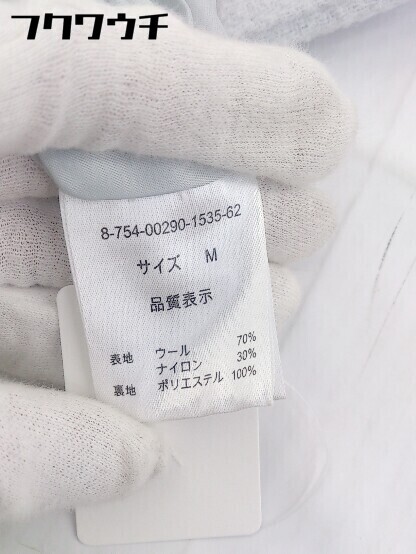 フクワウチ
8-754-00290-1535-62
サイズ M
品質表示
表地 ウール 70%
ナイロン 30%
裏地 ポリエステル 100%